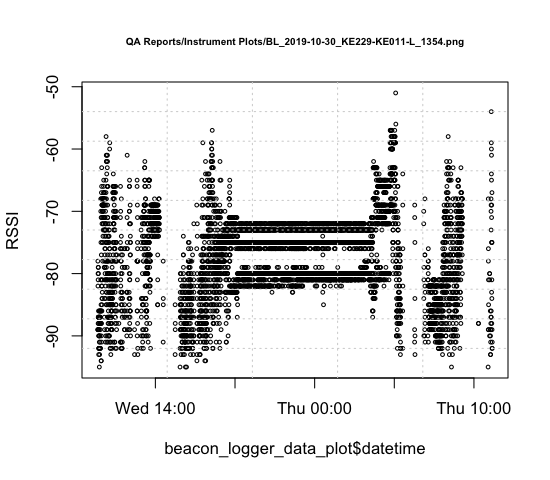 QA Reports/Instrument Plots/BL_2019-10-30_KE229-KE011-L_1354.png
-50
-60
-70
-80
-90
RSSI
Wed 14:00 Thu 00:00 Thu 10:00
beacon_logger_data_plot$datetime